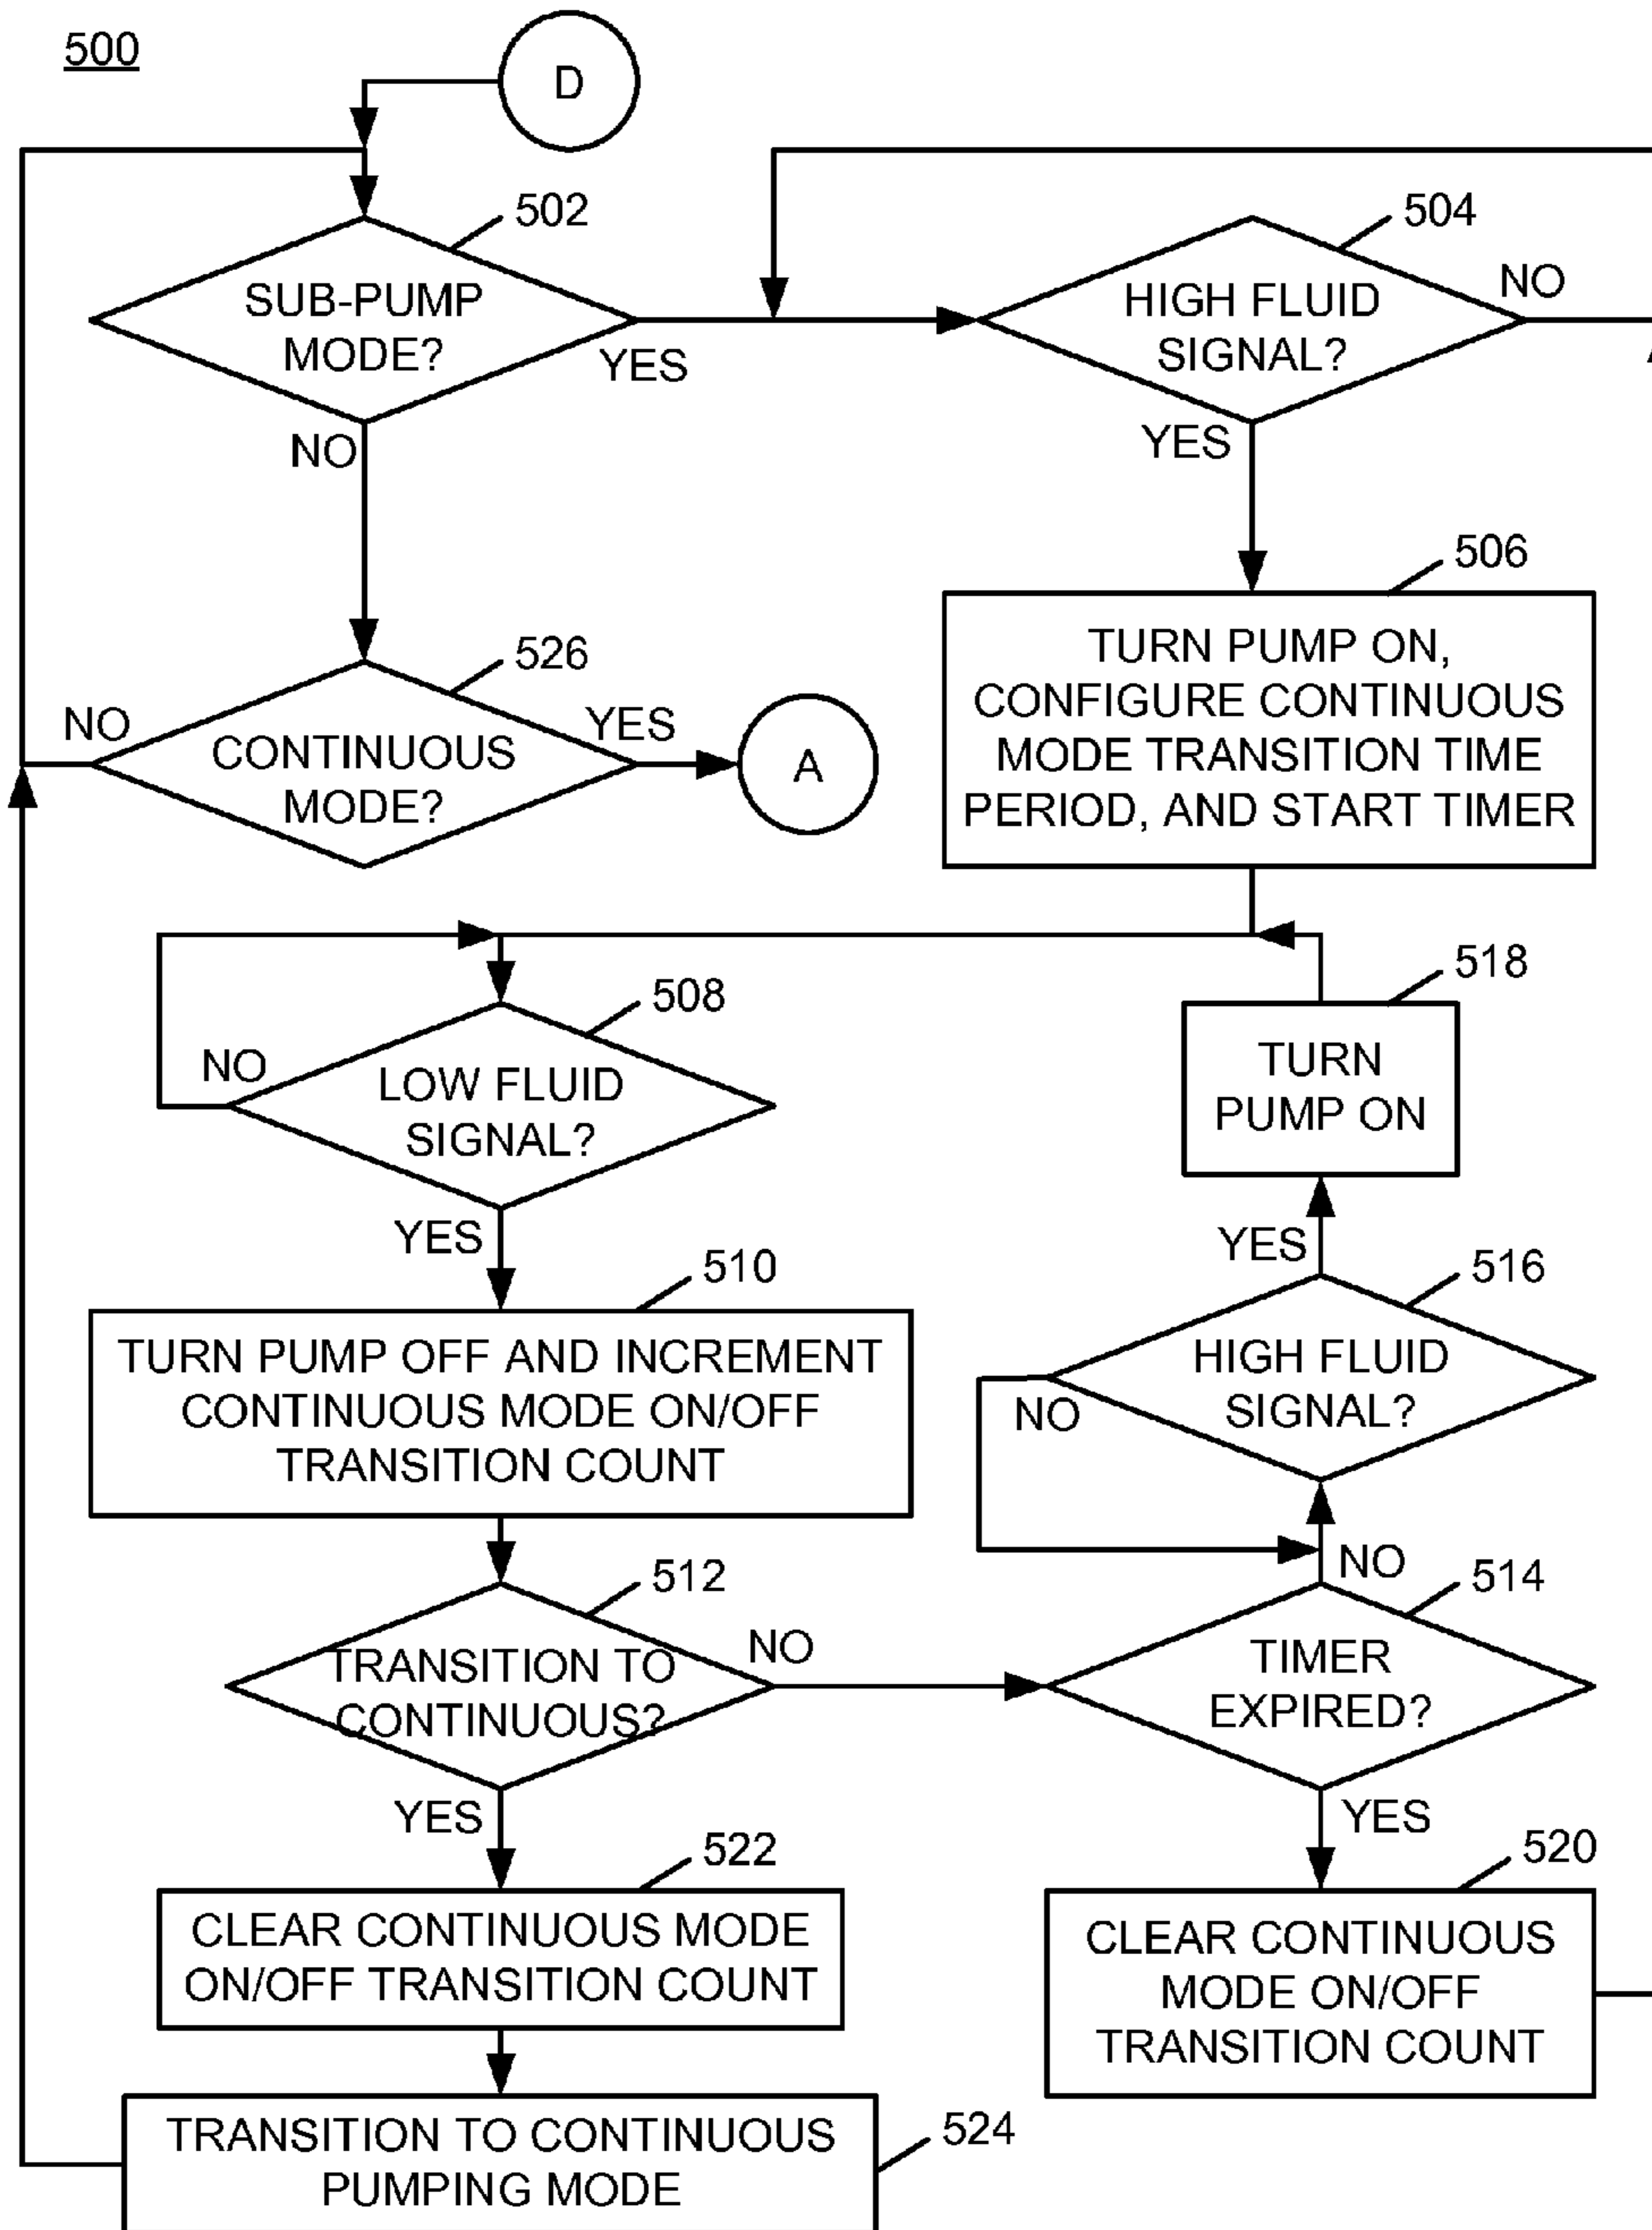 500
D
502
SUB-PUMP
MODE?
YES
NO
504
HIGH FLUID
SIGNAL?
NO
YES
506
TURN PUMP ON,
CONFIGURE CONTINUOUS
MODE TRANSITION TIME
PERIOD, AND START TIMER
526
CONTINUOUS
MODE?
NO
YES
A
508
LOW FLUID
SIGNAL?
NO
YES
518
TURN
PUMP ON
YES
510
TURN PUMP OFF AND INCREMENT
CONTINUOUS MODE ON/OFF
TRANSITION COUNT
516
HIGH FLUID
SIGNAL?
NO
512
TRANSITION TO
CONTINUOUS?
NO
YES
NO
514
TIMER
EXPIRED?
YES
522
CLEAR CONTINUOUS MODE
ON/OFF TRANSITION COUNT
520
CLEAR CONTINUOUS
MODE ON/OFF
TRANSITION COUNT
TRANSITION TO CONTINUOUS
PUMPING MODE
524